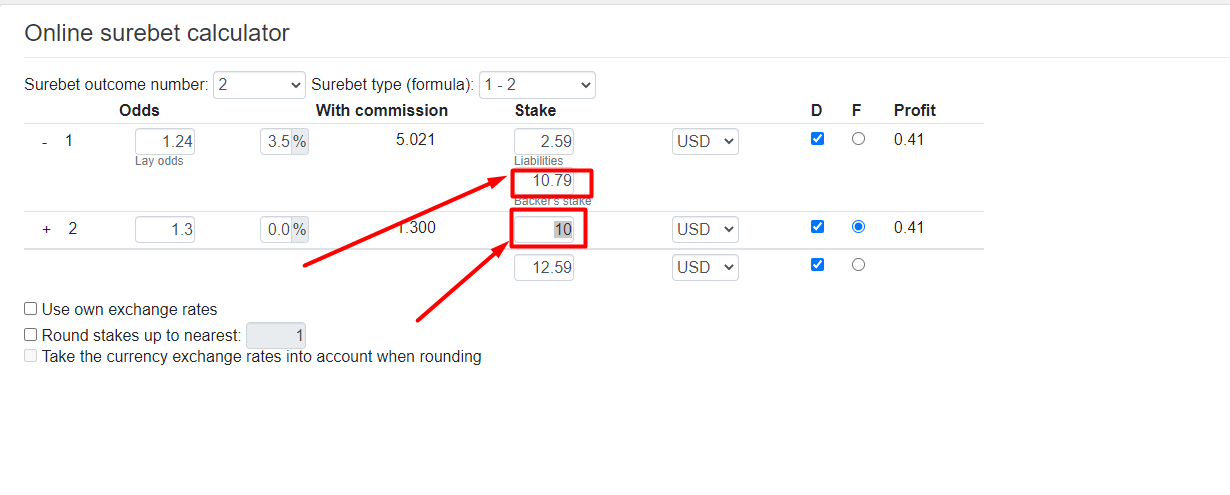 Online surebet calculator
Surebet outcome number: 2 Surebet type (formula): 1 - 2
Odds With commission Stake D F Profit
- 1 1.24 3.5 % 5.021 2.59 USD 0.41
Lay odds Liabilities
10.79
Backer's stake
+ 2 1.3 0.0 % 1.300 10 USD 0.41
12.59 USD
Use own exchange rates
Round stakes up to nearest: 1
Take the currency exchange rates into account when rounding